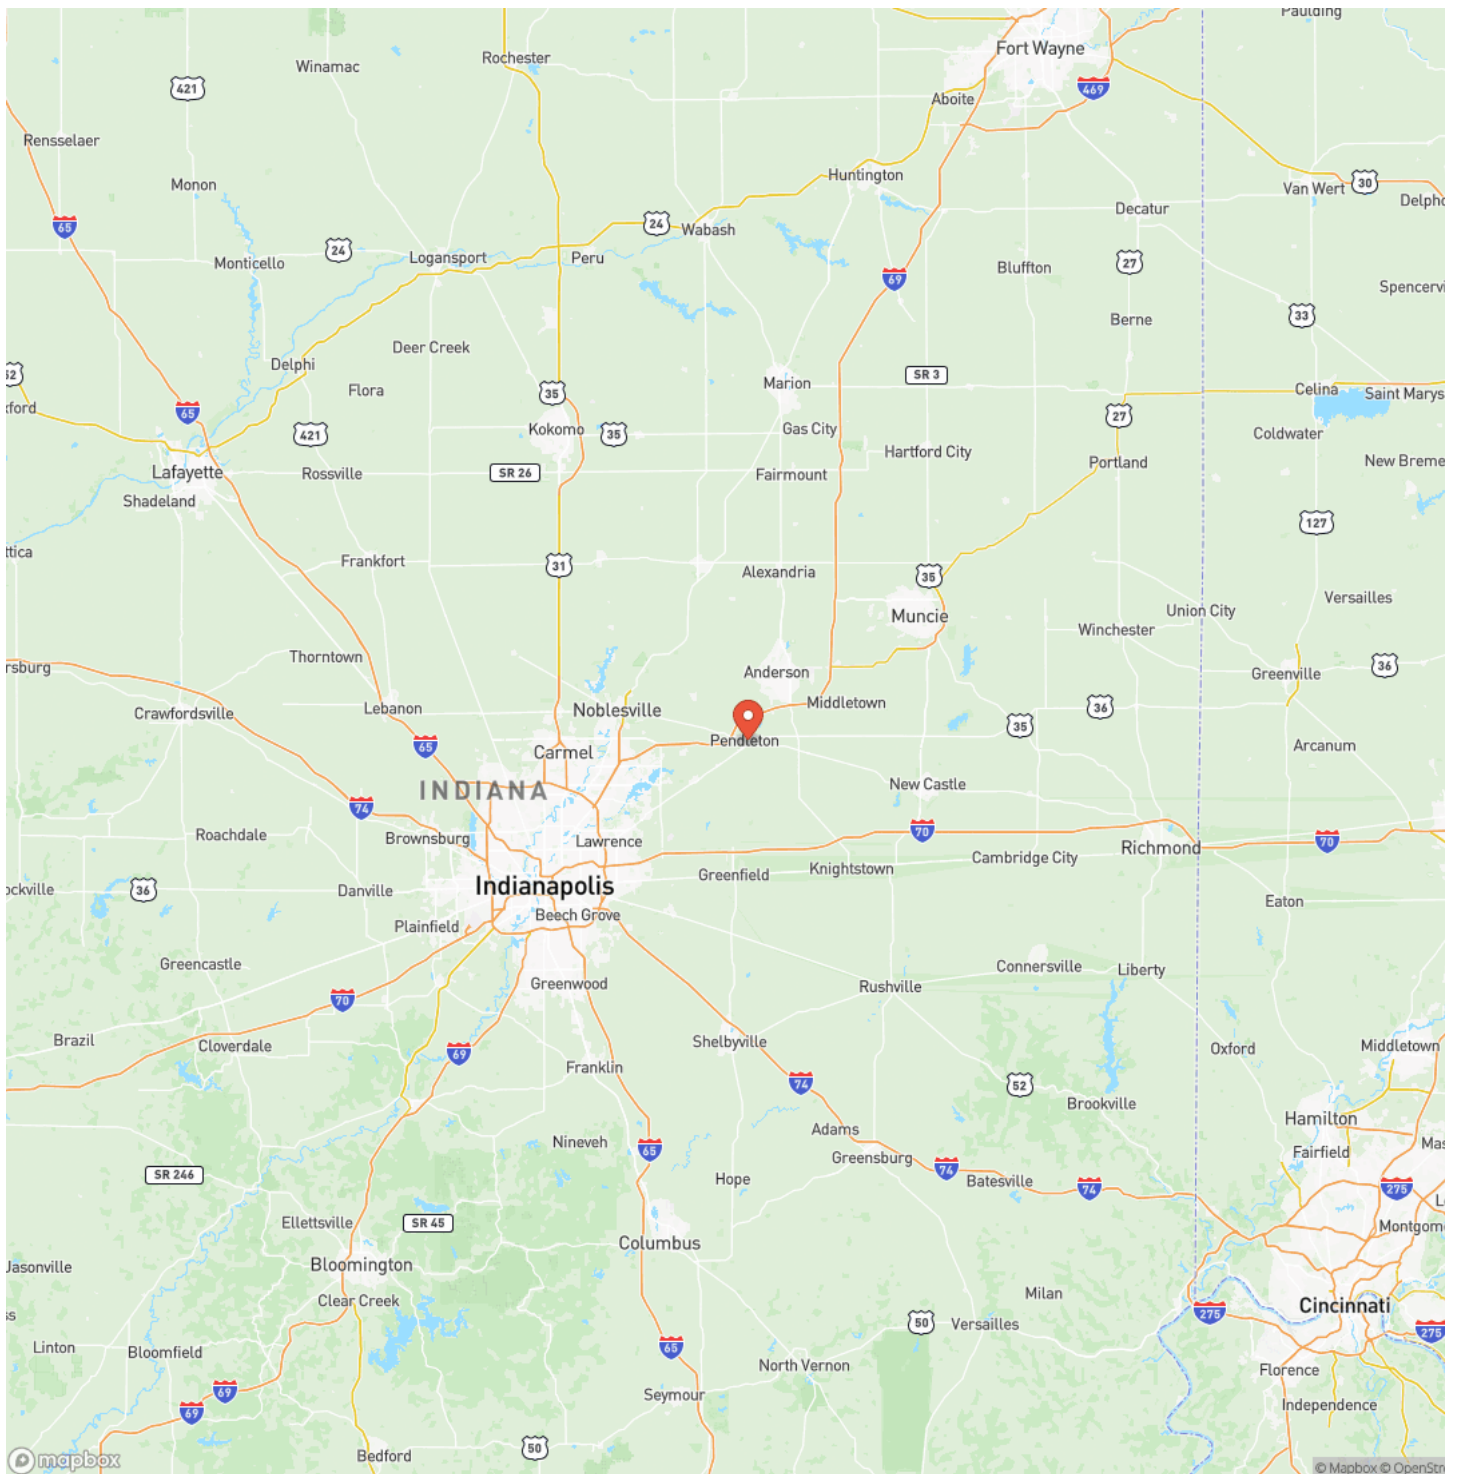 Paulding
Fort Wayne
Rochester
Winamac
421
469
Aboite
Rensselaer
Huntington
Monon
Van Wert
30
Delpho
Decatur
65
24
Wabash
24
Logansport
Peru
Monticello
27
Bluffton
69
Spencervi
33
Berne
Deer Creek
Delphi
52
SR 3
Marion
Flora
35
Celina
Saint Marys
xford
65
27
421
Kokomo
35
Gas City
Coldwater
Hartford City
Portland
New Breme
Lafayette
Rossville
SR 26
Fairmount
Shadeland
127
ttica
Frankfort
31
Alexandria
35
Versailles
Union City
Muncie
Winchester
Thorntown
rsburg
36
Anderson
Greenville
Middletown
36
Lebanon
Noblesville
Crawfordsville
35
Pendleton
65
Carmel
Arcanum
New Castle
INDIANA
74
Roachdale
Brownsburg
Lawrence
70
70
Richmond
Cambridge City
Knightstown
Greenfield
Indianapolis
ockville
36
Danville
Eaton
Beech Grove
Plainfield
Greencastle
Connersville
Liberty
Greenwood
Rushville
70
Brazil
Shelbyville
Cloverdale
69
Oxford
Middletown
Franklin
74
52
Brookville
Hamilton
Adams
Nineveh
65
Mas
Fairfield
Greensburg
74
SR 246
Hope
Batesville
74
275
Ellettsville
SR 45
Montgome
Columbus
Bloomington
Jasonville
Milan
Clear Creek
Cincinnati
275
ss
50
Versailles
275
Linton
65
Bloomfield
North Vernon
Florence
69
Seymour
Independence
69
50
Bedford
mapbox
© Mapbox © OpenStre